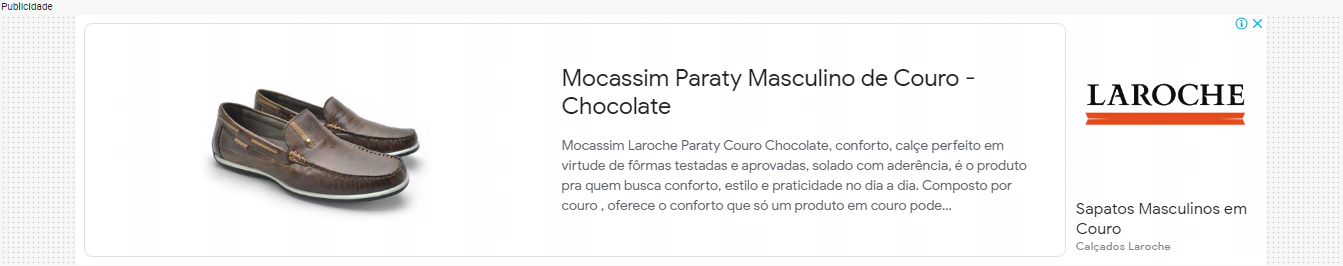 Publicidade
Mocassim Paraty Masculino de Couro -
Chocolate
Mocassim Laroche Paraty Couro Chocolate, conforto, calçe perfeito em
virtude de fôrmas testadas e aprovadas, solado com aderência, é o produto
pra quem busca conforto, estilo e praticidade no dia a dia. Composto por
couro , oferece o conforto que só um produto em couro pode...
LAROCHE
Sapatos Masculinos em
Couro
Calçados Laroche